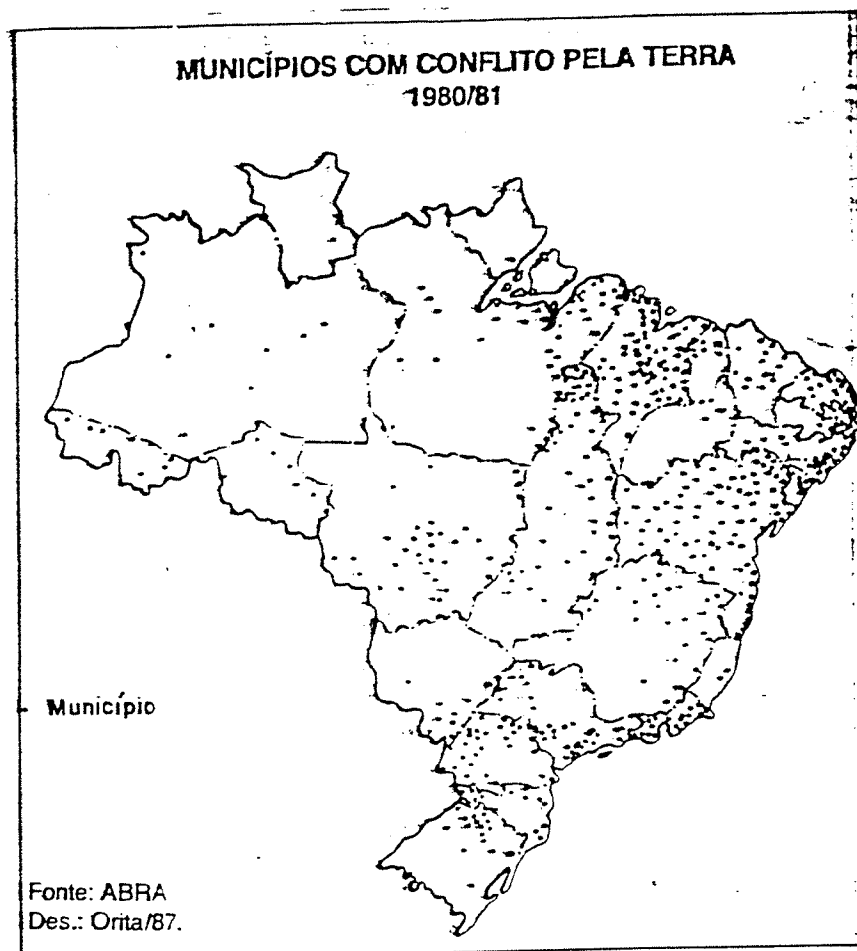 MUNICÍPIOS COM CONFLITO PELA TERRA
1980/81
Município
Fonte: ABRA
Des.: Orita/87.